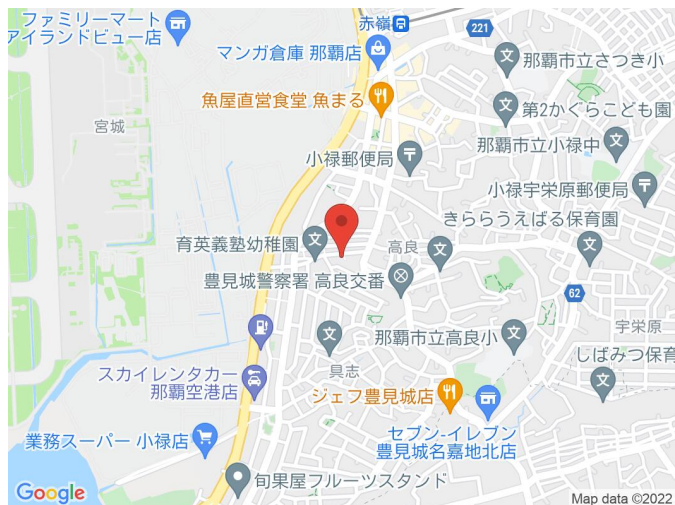 ファミリーマート
アイランドビュー店
赤嶺
221
マンガ倉庫 那覇店
那覇市立さつき小
魚屋直営食堂 魚まる
第2かぐらこども園
宮城
那覇市立小禄中
小禄郵便局
小禄宇栄原郵便局
きららうえばる保育園
育英義塾幼稚園
高良
豊見城警察署 高良交番
62
宇栄原
那覇市立高良小
しばみつ保育
具志
スカイレンタカー
那覇空港店
ジェフ豊見城店
セブン-イレブン
豊見城名嘉地北店
業務スーパー 小禄店
旬果屋フルーツスタンド
Google
Map data ©2022